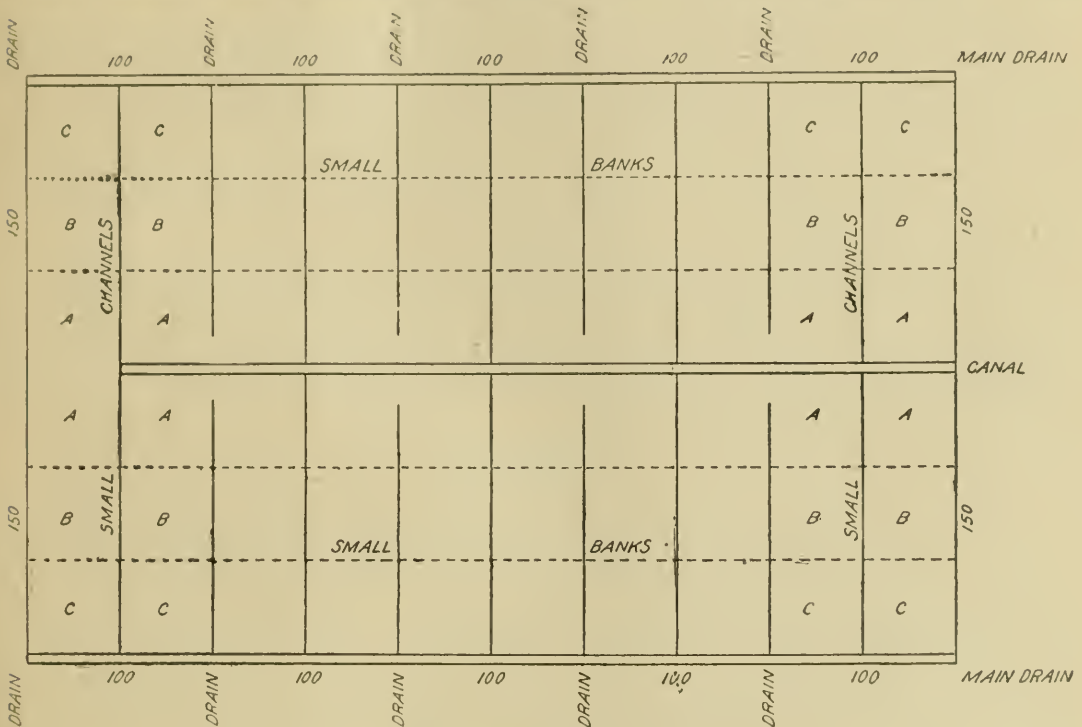 DRAIN 100 DRAIN 100 DRAIN 100 DRAIN 100 DRAIN 100 MAIN DRAIN
C C C C
SMALL BANKS
150 B CHANNELS B B CHANNELS B 150
A A A A
CANAL
A A A A
150 B SMALL B B SMALL B 150
SMALL BANKS
C C C C
DRAIN 100 DRAIN 100 DRAIN 100 DRAIN 100 DRAIN 100 MAIN DRAIN